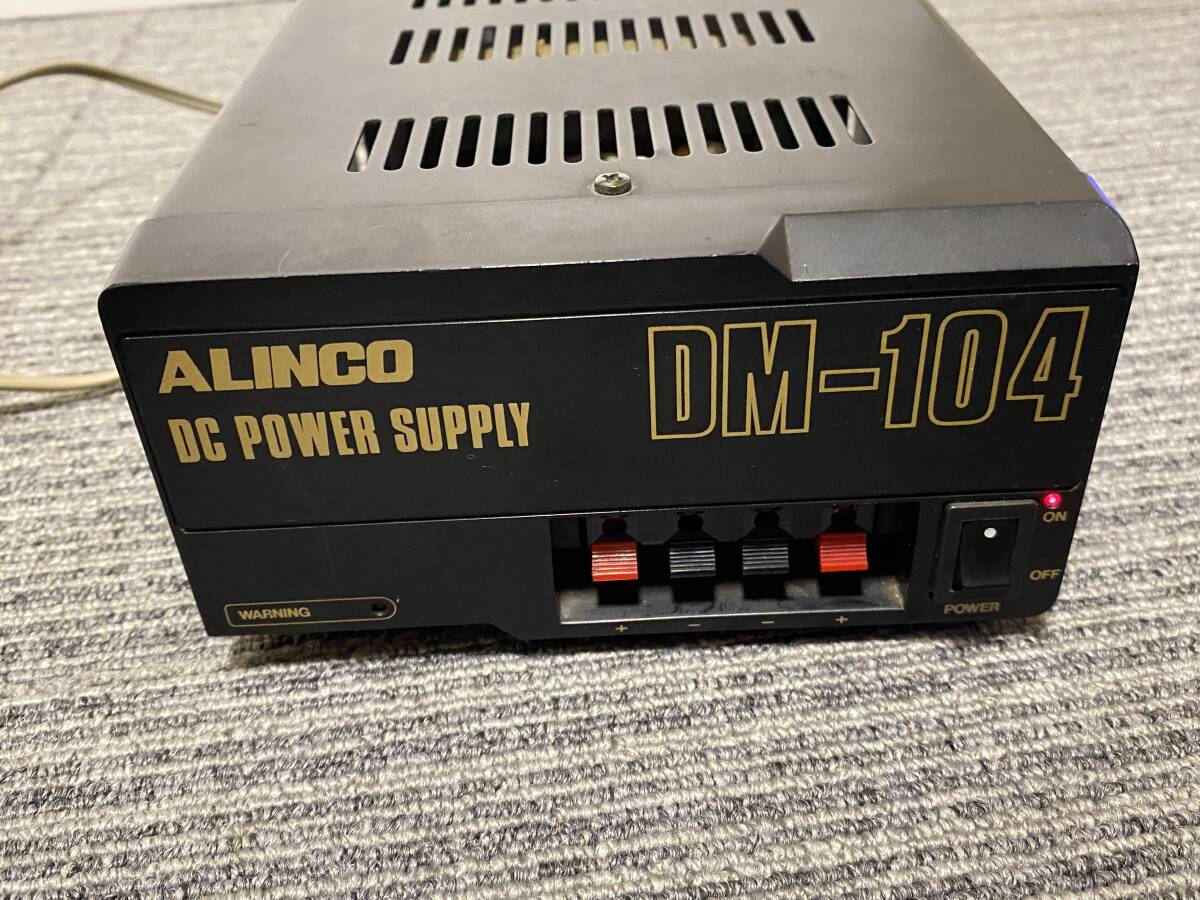 ALINCO
DM-104
DC POWER SUPPLY
ON
OFF
POWER
WARNING
+ − − +